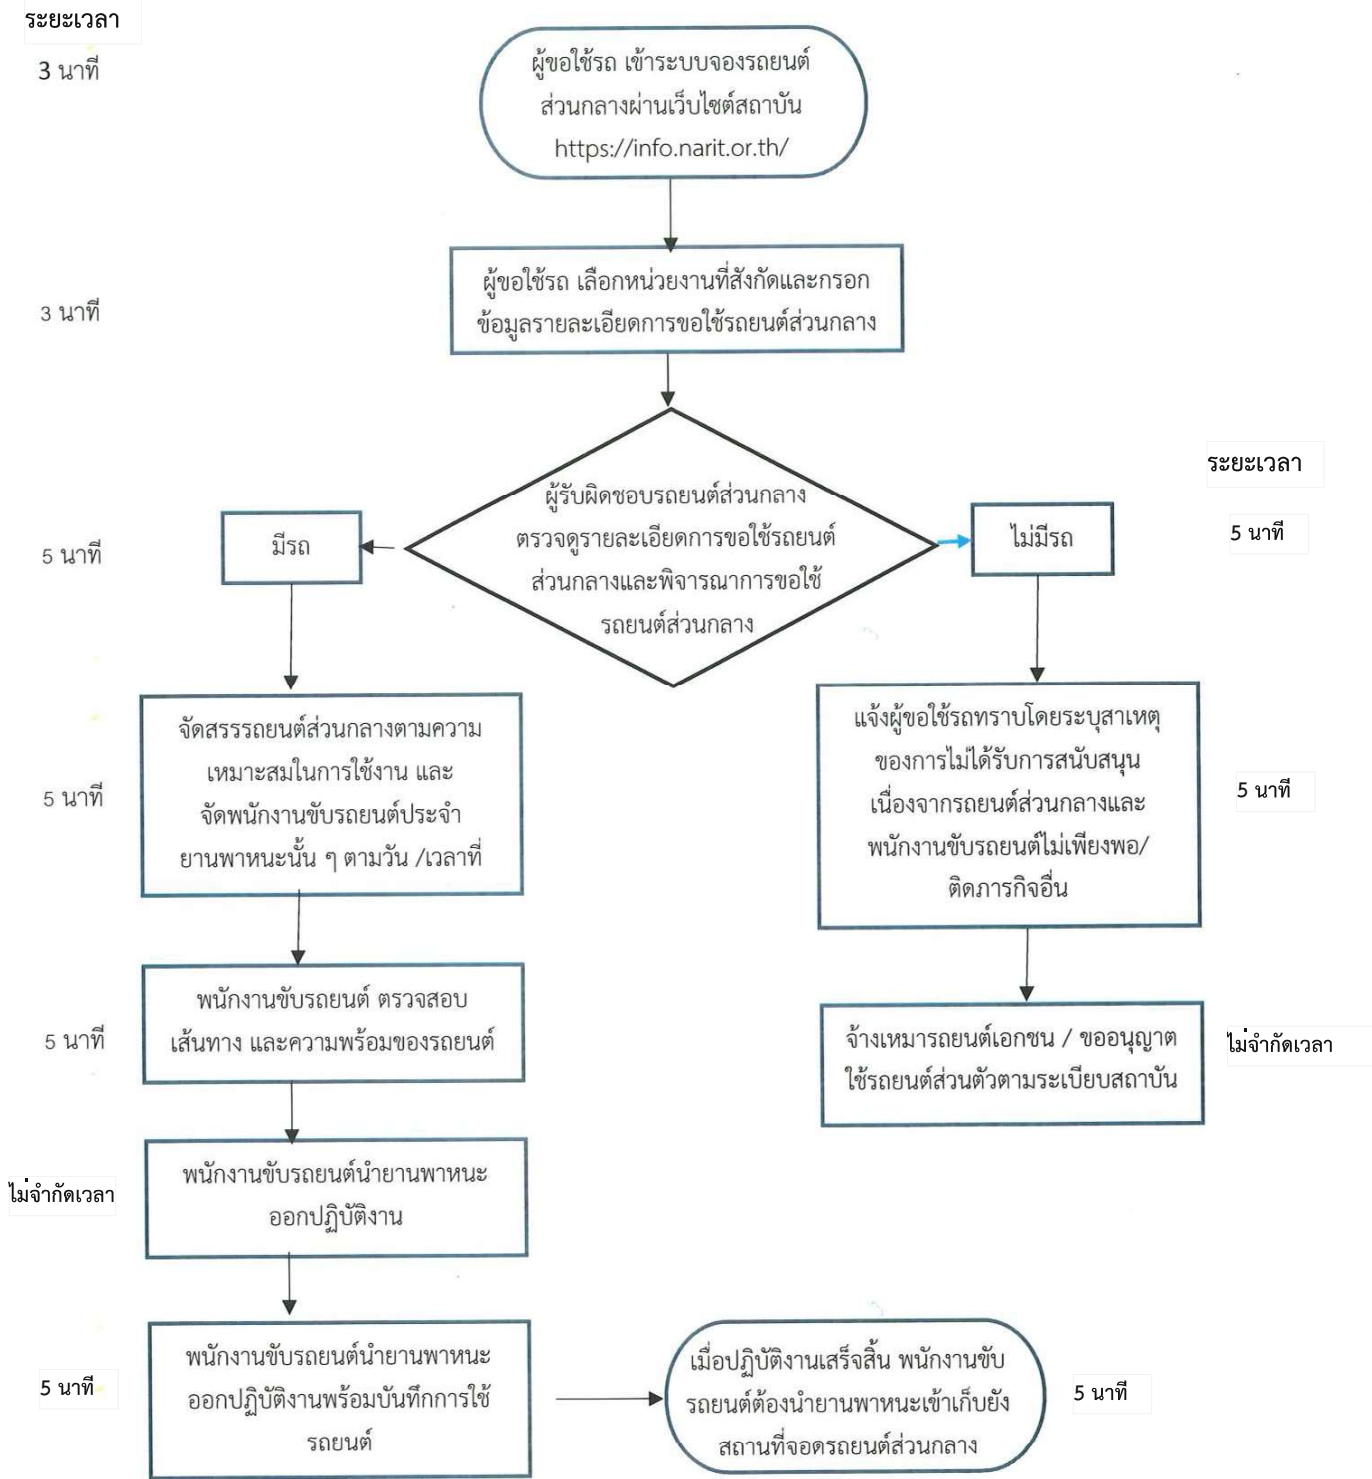 ระยะเวลา
3 นาที
ผู้ขอใช้รถ เข้าระบบจองรถยนต์
ส่วนกลางผ่านเว็บไซต์สถาบัน
https://info.narit.or.th/
3 นาที
ผู้ขอใช้รถ เลือกหน่วยงานที่สังกัดและกรอก
ข้อมูลรายละเอียดการขอใช้รถยนต์ส่วนกลาง
ผู้รับผิดชอบรถยนต์ส่วนกลาง
ตรวจดูรายละเอียดการขอใช้รถยนต์
ส่วนกลางและพิจารณาการขอใช้
รถยนต์ส่วนกลาง
5 นาที
มีรถ
ระยะเวลา
ไม่มีรถ
5 นาที
5 นาที
จัดสรรรถยนต์ส่วนกลางตามความ
เหมาะสมในการใช้งาน และ
จัดพนักงานขับรถยนต์ประจำ
ยานพาหนะนั้น ๆ ตามวัน /เวลาที่
แจ้งผู้ขอใช้รถทราบโดยระบุสาเหตุ
ของการไม่ได้รับการสนับสนุน
เนื่องจากรถยนต์ส่วนกลางและ
พนักงานขับรถยนต์ไม่เพียงพอ/
ติดภารกิจอื่น
5 นาที
5 นาที
พนักงานขับรถยนต์ ตรวจสอบ
เส้นทาง และความพร้อมของรถยนต์
จ้างเหมารถยนต์เอกชน / ขออนุญาต
ใช้รถยนต์ส่วนตัวตามระเบียบสถาบัน
ไม่จำกัดเวลา
ไม่จำกัดเวลา
พนักงานขับรถยนต์นำยานพาหนะ
ออกปฏิบัติงาน
5 นาที
พนักงานขับรถยนต์นำยานพาหนะ
ออกปฏิบัติงานพร้อมบันทึกการใช้
รถยนต์
เมื่อปฏิบัติงานเสร็จสิ้น พนักงานขับ
รถยนต์ต้องนำยานพาหนะเข้าเก็บยัง
สถานที่จอดรถยนต์ส่วนกลาง
5 นาที